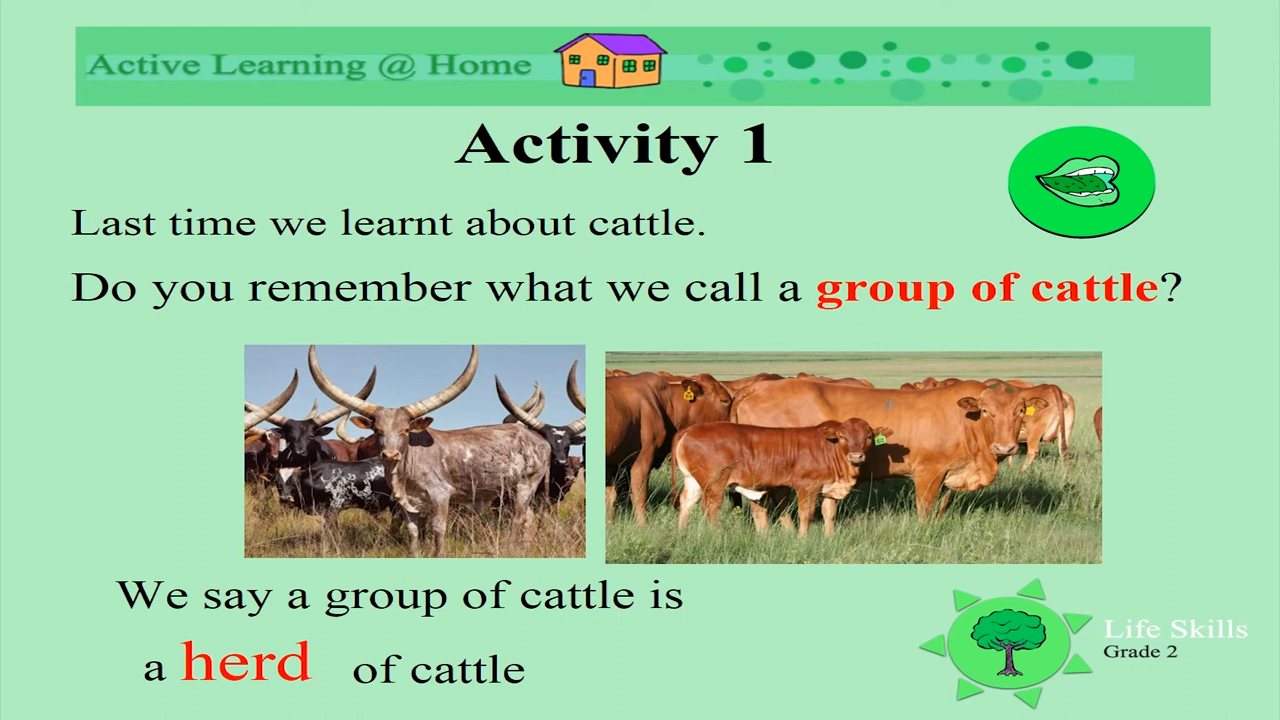 Active Learning @ Home
Activity 1
Last time we learnt about cattle.
Do you remember what we call a group of cattle?
We say a group of cattle is
a herd of cattle
Life Skills
Grade 2